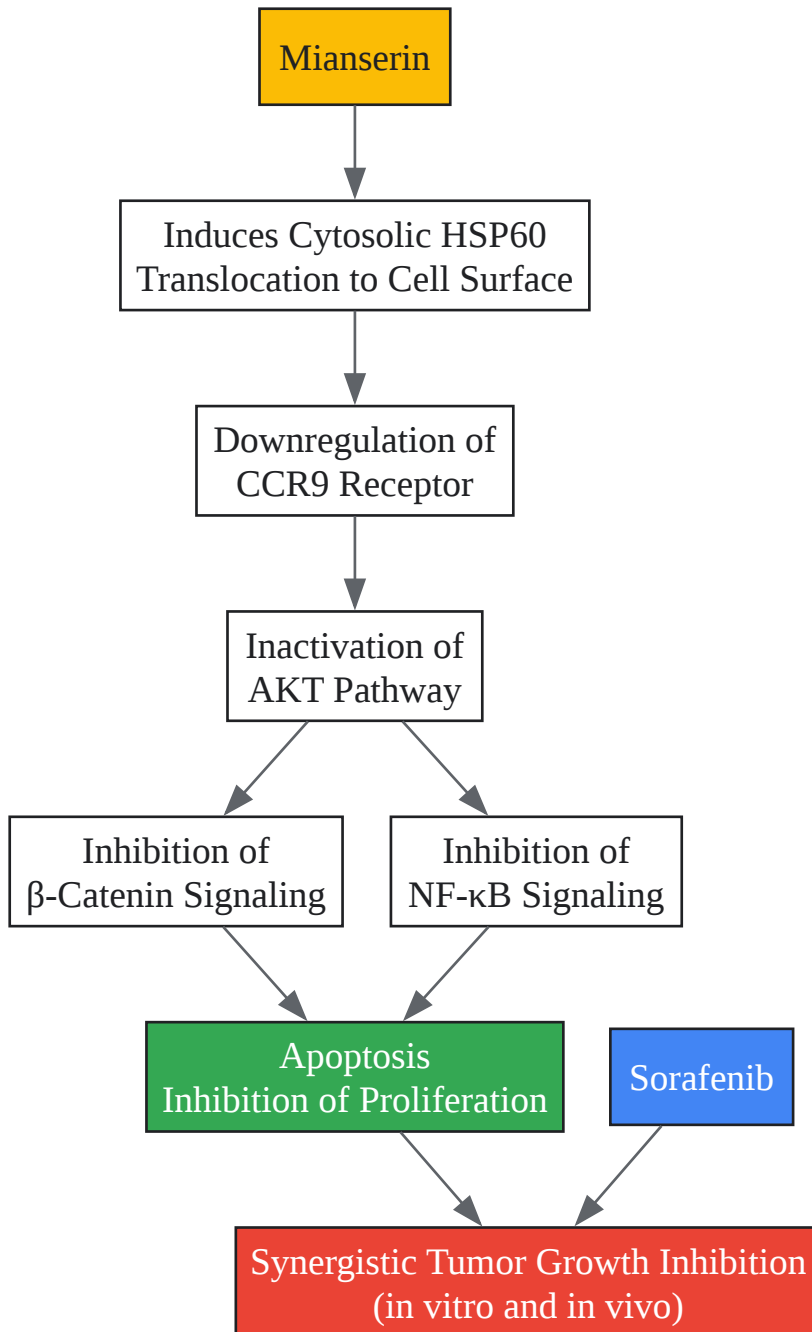 Mianserin
Induces Cytosolic HSP60
Translocation to Cell Surface
Downregulation of
CCR9 Receptor
Inactivation of
AKT Pathway
Inhibition of
β-Catenin Signaling
Inhibition of
NF-κB Signaling
Apoptosis
Inhibition of Proliferation
Sorafenib
Synergistic Tumor Growth Inhibition
(in vitro and in vivo)